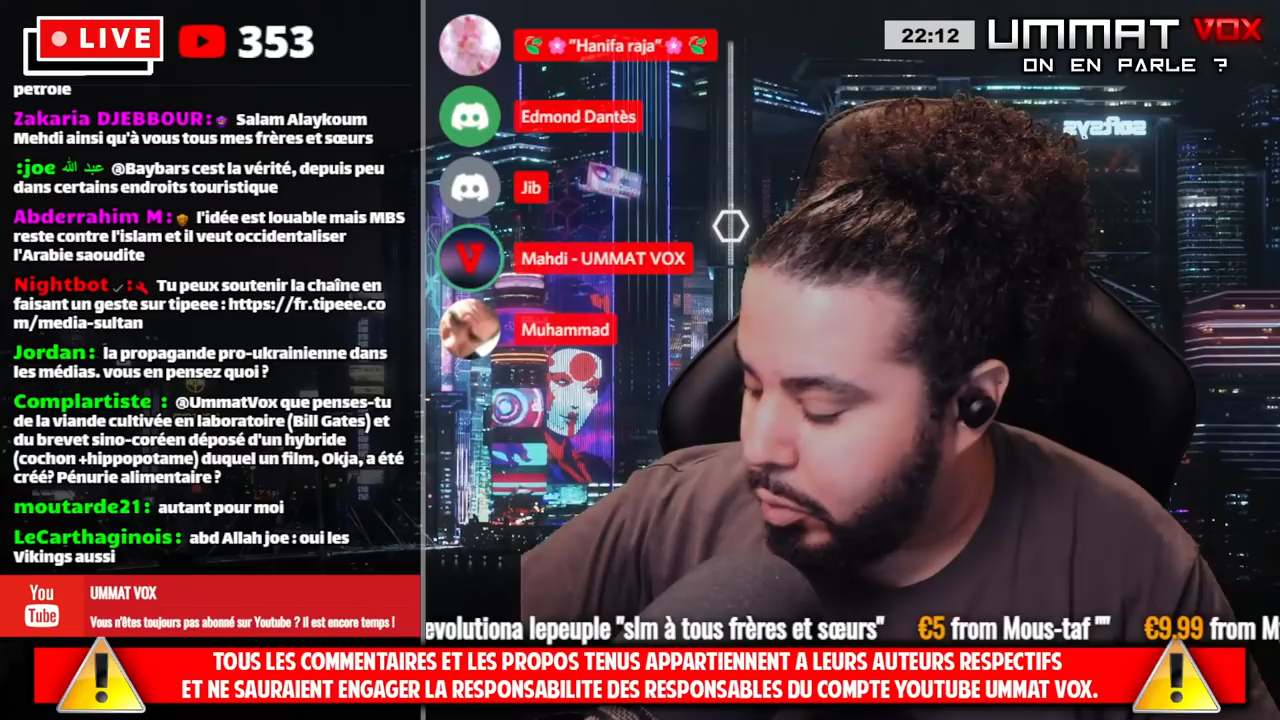 LIVE
353
pétrole
Zakaria DJEBBOUR: Salam Alaykoum
Mehdi ainsi qu'à vous tous mes frères et sœurs
:joe عبد الله @Baybars cest la vérité, depuis peu
dans certains endroits touristique
Abderrahim M: l'idée est louable mais MBS
reste contre l'islam et il veut occidentaliser
l'Arabie saoudite
Nightbot : Tu peux soutenir la chaîne en
faisant un geste sur tipeee : https://fr.tipeee.co
m/media-sultan
Jordan: la propagande pro-ukrainienne dans
les médias. vous en pensez quoi ?
Complartiste : @UmmatVox que penses-tu
de la viande cultivée en laboratoire (Bill Gates) et
du brevet sino-coréen déposé d'un hybride
(cochon +hippopotame) duquel un film, Okja, a été
créé? Pénurie alimentaire ?
moutarde21: autant pour moi
LeCarthaginois: abd Allah joe : oui les
Vikings aussi
You
Tube
UMMAT VOX
Vous n'êtes toujours pas abonné sur Youtube ? il est encore temps !
"Hanifa raja"
Edmond Dantès
Jib
V
Mahdi - UMMAT VOX
Muhammad
22:12
UMMAT VOX
ON EN PARLE ?
evolutiona lepeuple "slm à tous frères et sœurs" €5 from Mous-taf "" €9.99 from M
TOUS LES COMMENTAIRES ET LES PROPOS TENUS APPARTIENNENT A LEURS AUTEURS RESPECTIFS
ET NE SAURAIENT ENGAGER LA RESPONSABILITE DES RESPONSABLES DU COMPTE YOUTUBE UMMAT VOX.